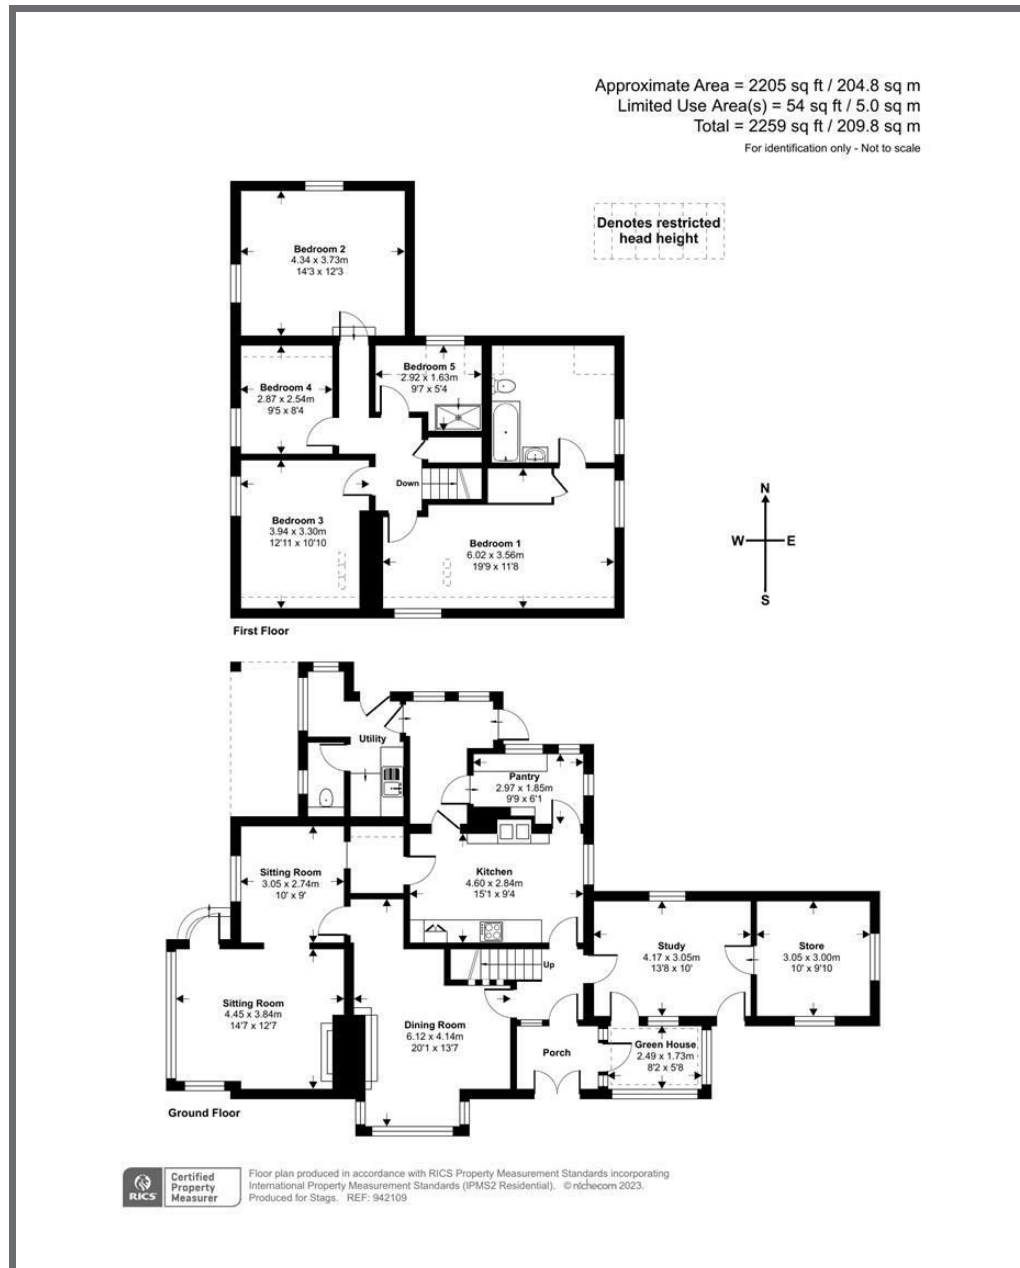 Approximate Area = 2205 sq ft / 204.8 sq m
Limited Use Area(s) = 54 sq ft / 5.0 sq m
Total = 2259 sq ft / 209.8 sq m
For identification only - Not to scale
Denotes restricted
head height
Bedroom 2
4.34 x 3.73m
14'3 x 12'3
Bedroom 5
2.92 x 1.63m
9'7 x 5'4
Bedroom 4
2.87 x 2.54m
9'5 x 8'4
Down
Bedroom 3
3.94 x 3.30m
12'11 x 10'10
Bedroom 1
6.02 x 3.56m
19'9 x 11'8
N
W
E
S
First Floor
Utility
Pantry
2.97 x 1.85m
9'9 x 6'1
Sitting Room
3.05 x 2.74m
10' x 9'
Kitchen
4.60 x 2.84m
15'1 x 9'4
Study
4.17 x 3.05m
13'8 x 10'
Store
3.05 x 3.00m
10' x 9'10
Up
Sitting Room
4.45 x 3.84m
14'7 x 12'7
Dining Room
6.12 x 4.14m
20'1 x 13'7
Porch
Green House
2.49 x 1.73m
8'2 x 5'8
Ground Floor
RICS
Certified
Property
Measurer
Floor plan produced in accordance with RICS Property Measurement Standards incorporating
International Property Measurement Standards (IPMS2 Residential). © nichecom 2023.
Produced for Stags. REF: 942109